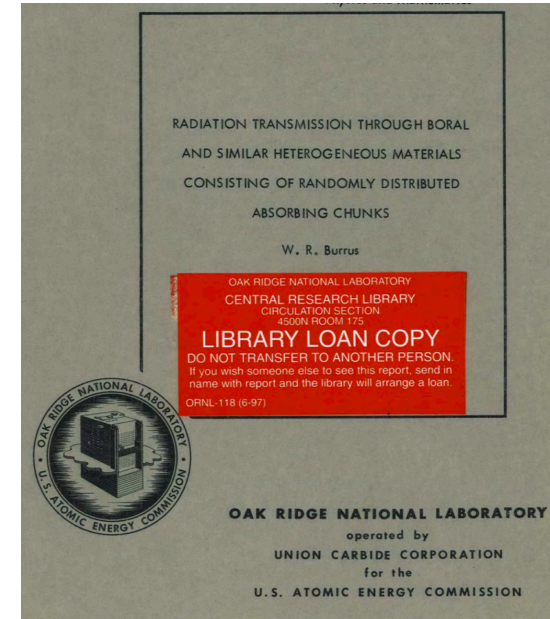 RADIATION TRANSMISSION THROUGH BORAL
AND SIMILAR HETEROGENEOUS MATERIALS
CONSISTING OF RANDOMLY DISTRIBUTED
ABSORBING CHUNKS
W. R. Burrus
OAK RIDGE NATIONAL LABORATORY
CENTRAL RESEARCH LIBRARY
CIRCULATION SECTION
4500N ROOM 175
LIBRARY LOAN COPY
DO NOT TRANSFER TO ANOTHER PERSON.
If you wish someone else to see this report, send in
name with report and the library will arrange a loan.
ORNL-118 (6-97)
OAK RIDGE NATIONAL LABORATORY
U.S. ATOMIC ENERGY COMMISSION
OAK RIDGE NATIONAL LABORATORY
operated by
UNION CARBIDE CORPORATION
for the
U.S. ATOMIC ENERGY COMMISSION